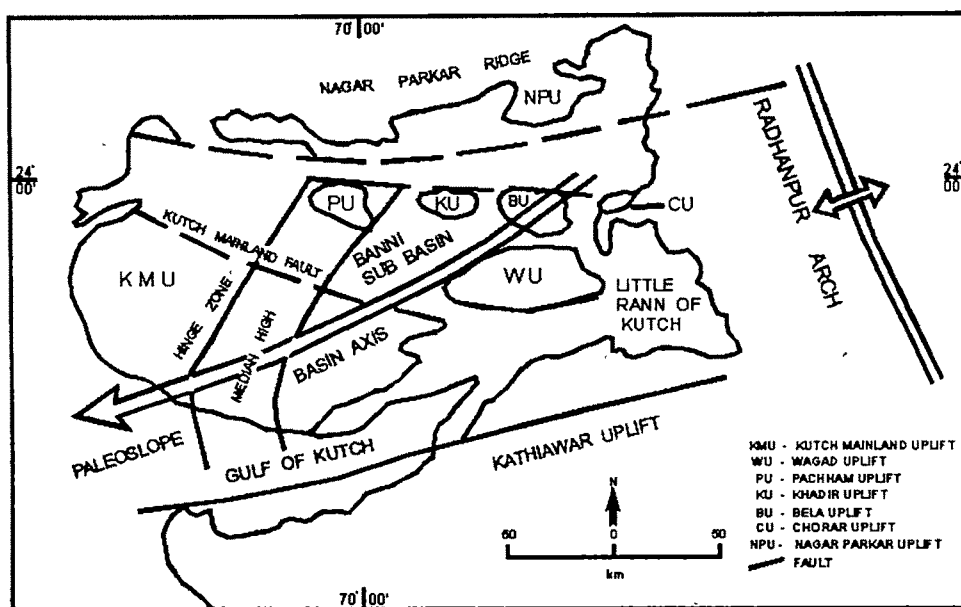 70° 00'
NAGAR PARKAR RIDGE
NPU
RADHANPUR
ARCH
24° 00'
24° 00'
PU
KU
BU
CU
KUTCH MAINLAND FAULT
BANNI
SUB BASIN
KMU
WU
HINGE ZONE
LITTLE
RANN OF
KUTCH
MEDIAH HIGH
BASIN AXIS
PALEOSLOPE
GULF OF KUTCH
KATHIAWAR UPLIFT
N
60 0 50
km
KMU - KUTCH MAINLAND UPLIFT
WU - WAGAD UPLIFT
PU - PACHHAM UPLIFT
KU - KHADIR UPLIFT
BU - BELA UPLIFT
CU - CHORAR UPLIFT
NPU - NAGAR PARKAR UPLIFT
FAULT
70° 00'